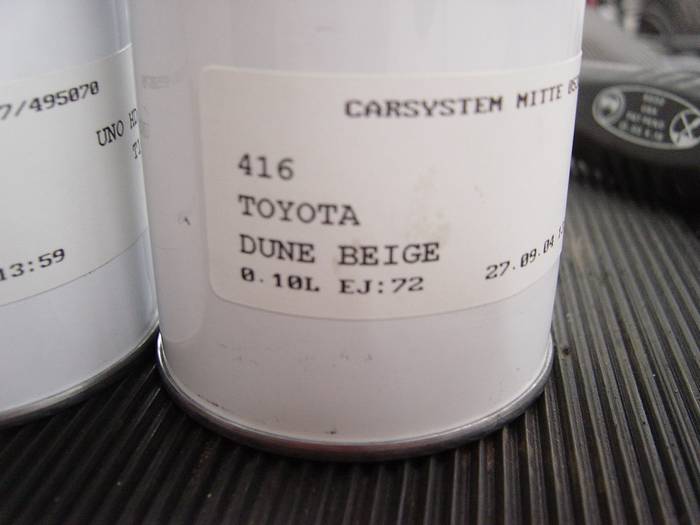 7/495070
UNO
13:59
CARSYSTEM MITTE
416
TOYOTA
DUNE BEIGE
0.10L EJ:72
27.09.04